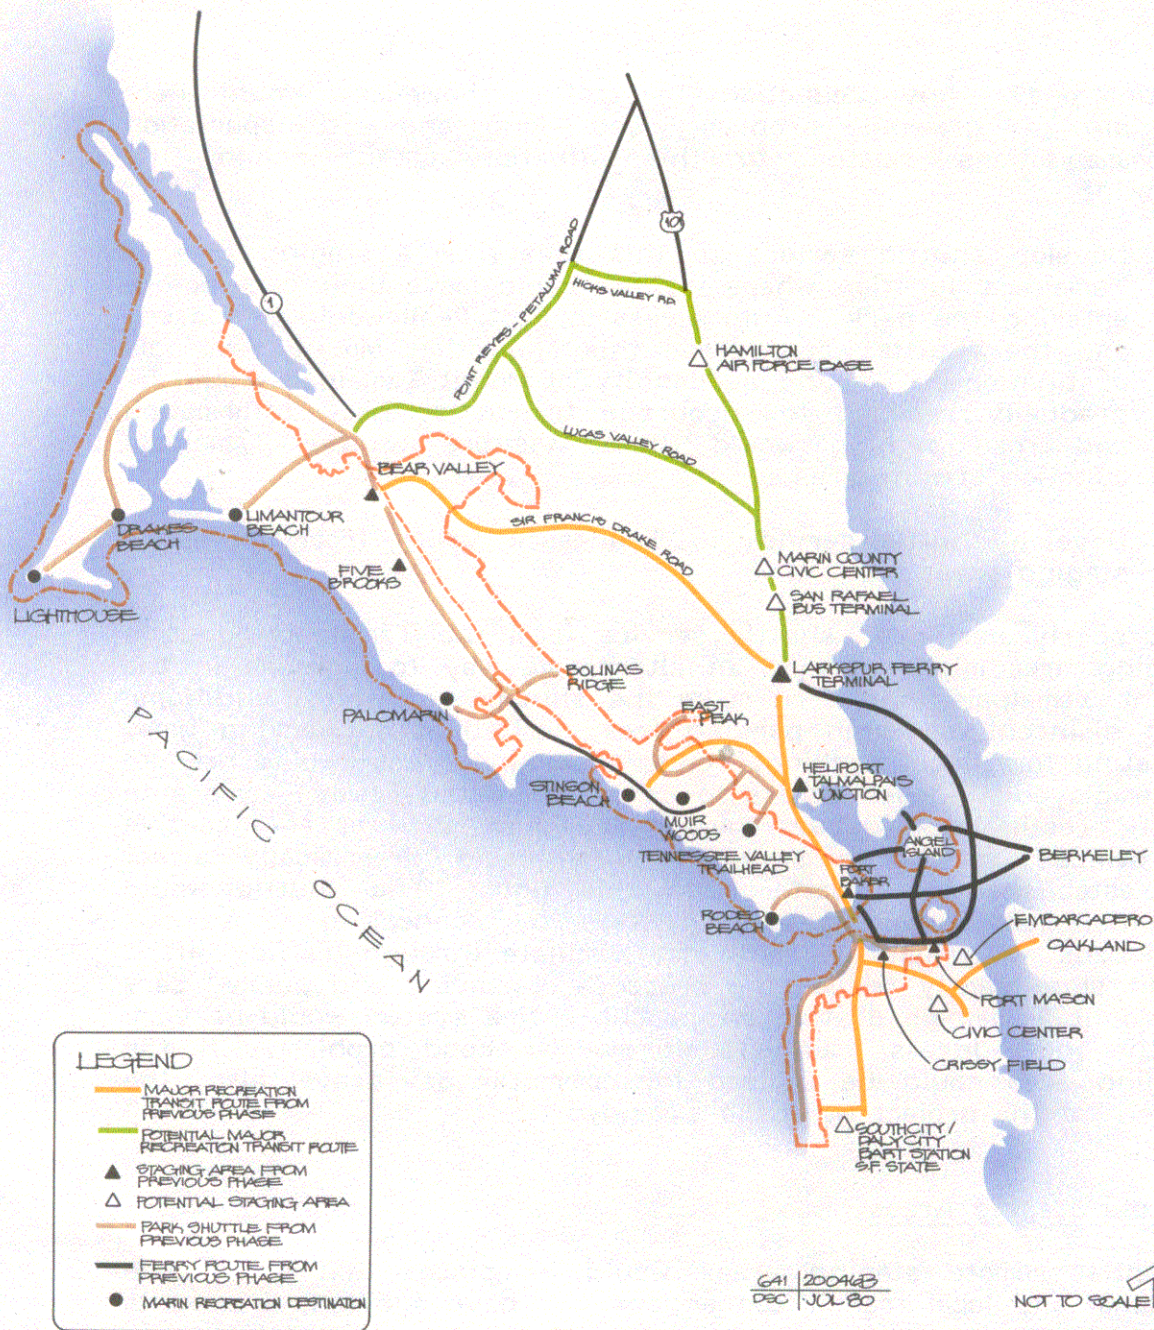 1
101
POINT REYES - PETALUMA ROAD
HICKS VALLEY RD.
HAMILTON
AIR FORCE BASE
LUCAS VALLEY ROAD
BEAR VALLEY
SIR FRANCIS DRAKE ROAD
DRAKES
BEACH
LIMANTOUR
BEACH
FIVE
BROOKS
LIGHTHOUSE
MARIN COUNTY
CIVIC CENTER
SAN RAFAEL
BUS TERMINAL
LARKSPUR FERRY
TERMINAL
BOLINAS
RIDGE
PALOMARIN
EAST
PEAK
PACIFIC OCEAN
STINSON
BEACH
HELIPORT
TALMALPAIS
JUNCTION
MUIR
WOODS
TENNESSEE VALLEY
TRAILHEAD
ANGEL
ISLAND
FORT
BAKER
BERKELEY
RODEO
BEACH
EMBARCADERO
OAKLAND
FORT MASON
CIVIC CENTER
CRISSY FIELD
SOUTH CITY /
DALY CITY
BART STATION
S.F. STATE
LEGEND
MAJOR RECREATION
TRANSIT ROUTE FROM
PREVIOUS PHASE
POTENTIAL MAJOR
RECREATION TRANSIT ROUTE
STAGING AREA FROM
PREVIOUS PHASE
POTENTIAL STAGING AREA
PARK SHUTTLE FROM
PREVIOUS PHASE
FERRY ROUTE FROM
PREVIOUS PHASE
MARIN RECREATION DESTINATION
641 | 20046B
DSC | JUL 80
NOT TO SCALE